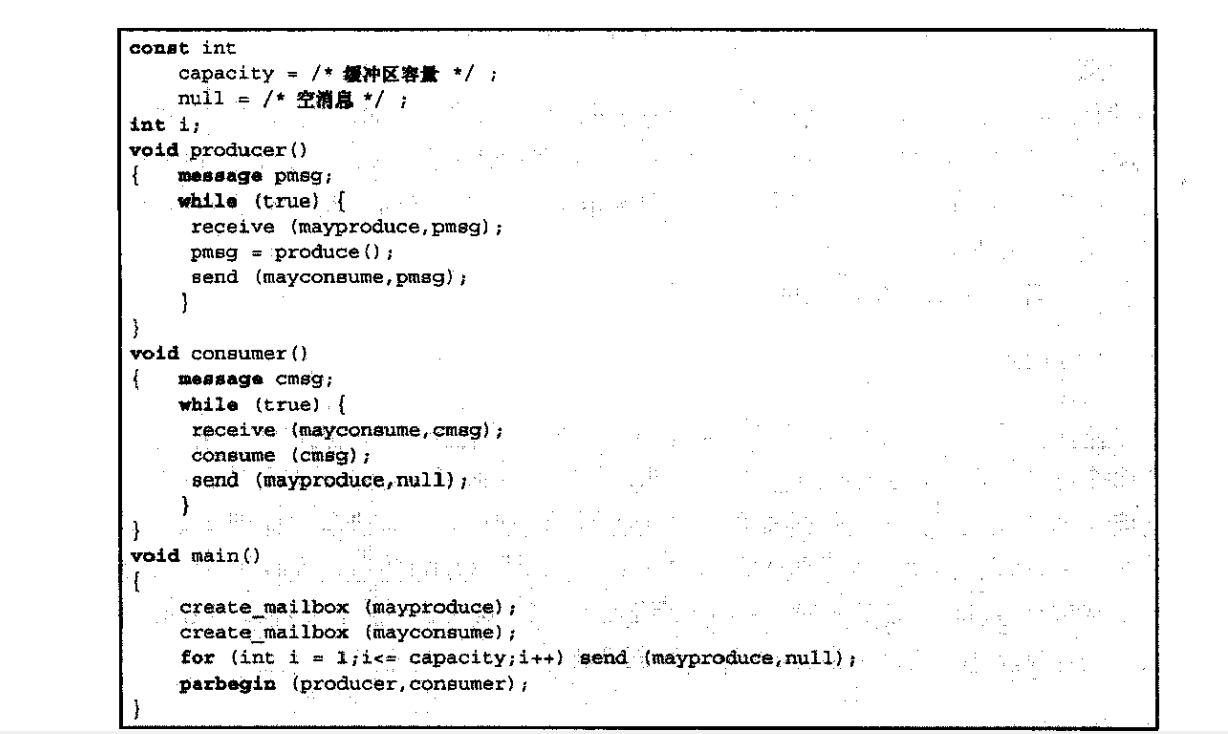 const int
    capacity = /* 缓冲区容量 */ ;
    null = /* 空消息 */ ;
int i;
void producer()
{   message pmsg;
    while (true) {
     receive (mayproduce,pmsg);
     pmsg = produce();
     send (mayconsume,pmsg);
    }
}
void consumer()
{   message cmsg;
    while (true) {
     receive (mayconsume,cmsg);
     consume (cmsg);
     send (mayproduce,null);
    }
}
void main()
{
    create_mailbox (mayproduce);
    create_mailbox (mayconsume);
    for (int i = 1;i<= capacity;i++) send (mayproduce,null);
    parbegin (producer,consumer);
}